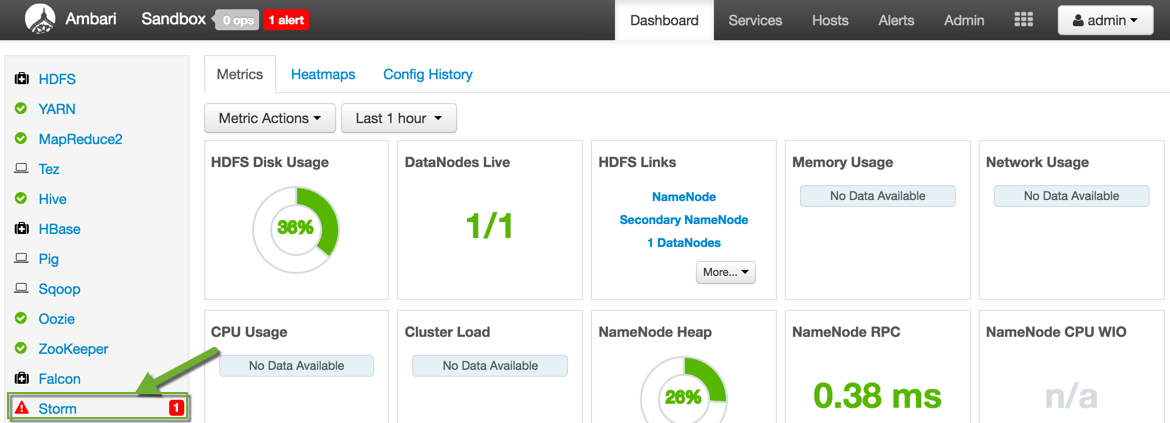 Ambari Sandbox 0 ops 1 alert Dashboard Services Hosts Alerts Admin admin
HDFS
YARN
MapReduce2
Tez
Hive
HBase
Pig
Sqoop
Oozie
ZooKeeper
Falcon
Storm 1
Metrics Heatmaps Config History
Metric Actions Last 1 hour
HDFS Disk Usage
36%
DataNodes Live
1/1
HDFS Links
NameNode
Secondary NameNode
1 DataNodes
More...
Memory Usage
No Data Available
Network Usage
No Data Available
CPU Usage
No Data Available
Cluster Load
No Data Available
NameNode Heap
26%
NameNode RPC
0.38 ms
NameNode CPU WIO
n/a